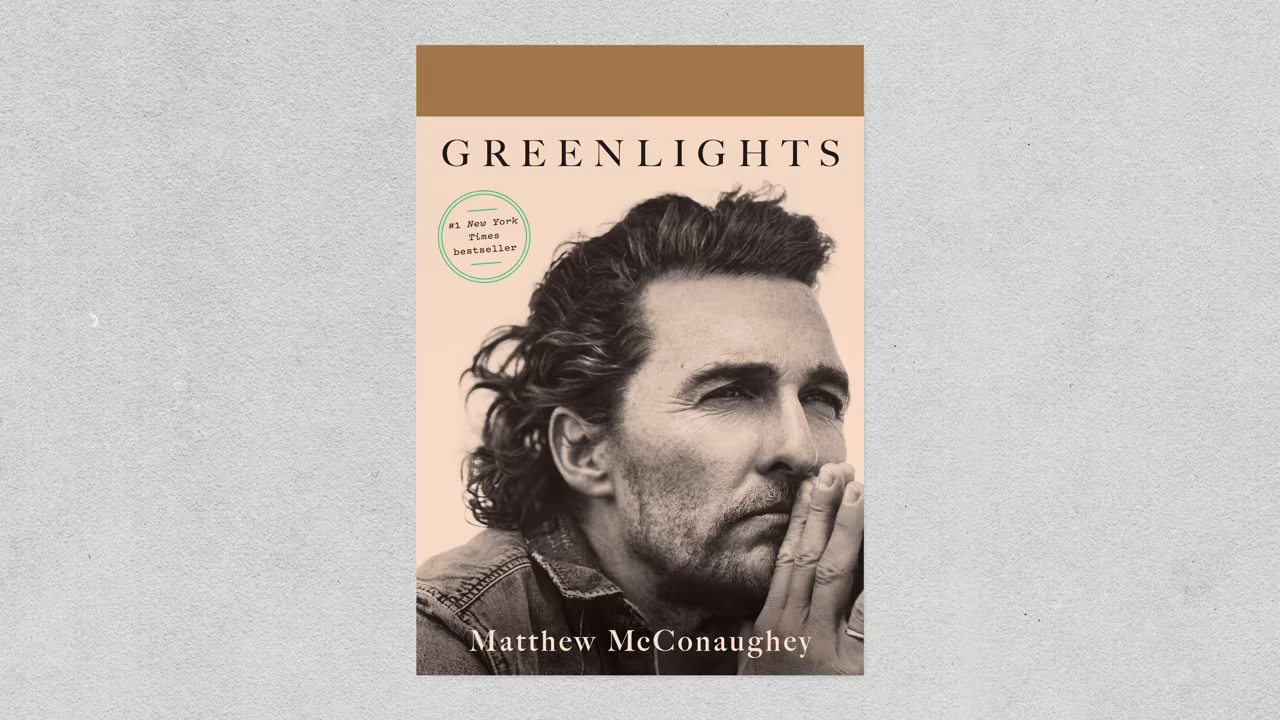 GREENLIGHTS
#1 New York
Times
bestseller
Matthew McConaughey